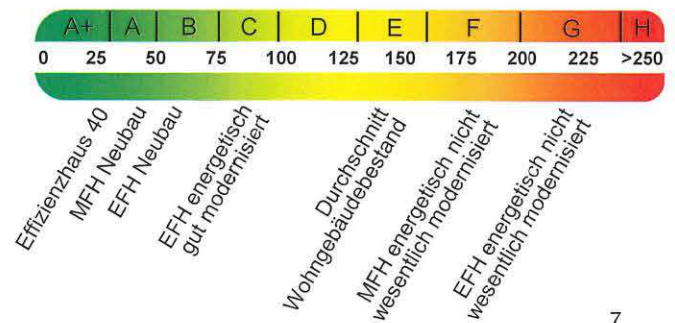 A+ A B C D E F G H
0 25 50 75 100 125 150 175 200 225 >250
Effizienzhaus 40
MFH Neubau
EFH Neubau
EFH energetisch
gut modernisiert
Durchschnitt
Wohngebäudebestand
MFH energetisch nicht
wesentlich modernisiert
EFH energetisch nicht
wesentlich modernisiert
7